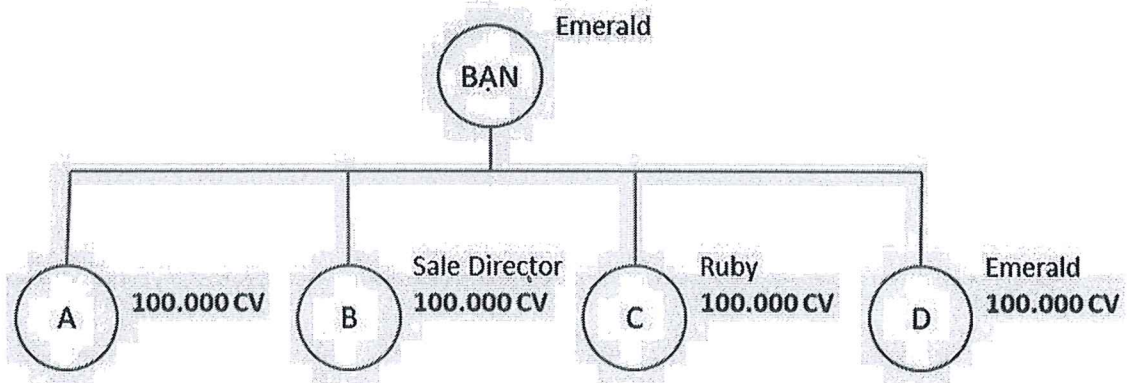 Emerald
BẠN
A
100.000 CV
B
Sale Director
100.000 CV
C
Ruby
100.000 CV
D
Emerald
100.000 CV